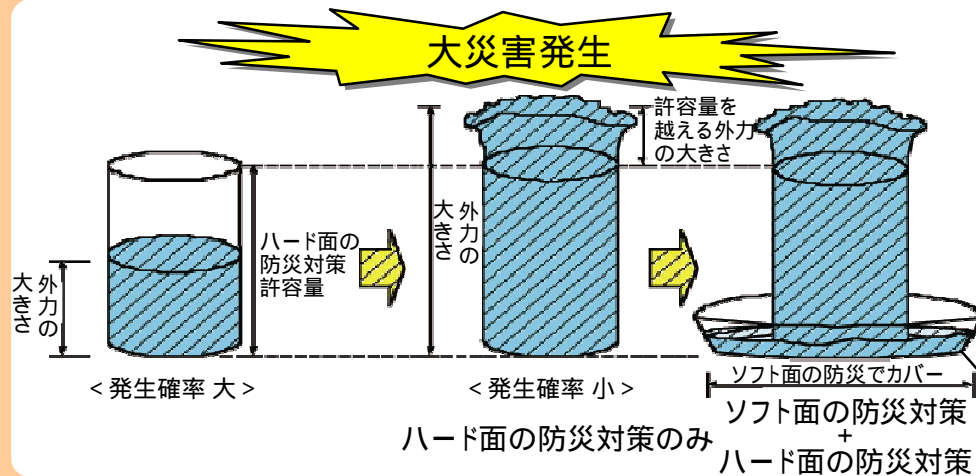 大災害発生
許容量を
越える外力
の大きさ
外力の
大きさ
ハード面の
防災対策
許容量
外力の
大きさ
<発生確率 大>
<発生確率 小>
ソフト面の防災でカバー
ハード面の防災対策のみ
ソフト面の防災対策
+
ハード面の防災対策